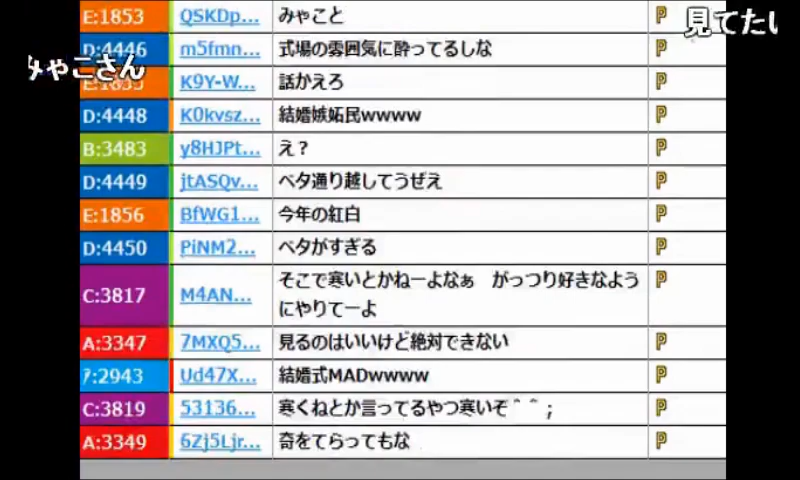 E:1853 QSKDp... みゃこと P
見てたい
D:4446 m5fmn... 式場の雰囲気に酔ってるしな P
みゃこさん
K9Y-W... 話かえろ P
D:4448 K0kvsz... 結婚嫉妬民wwww P
B:3483 y8HJPt... え？ P
D:4449 jtASQv... ベタ通り越してうぜえ P
E:1856 BfWG1... 今年の紅白 P
D:4450 PiNM2... ベタがすぎる P
C:3817 M4AN... そこで寒いとかねーよなぁ　がっつり好きなよう P
にやりてーよ
A:3347 7MXQ5... 見るのはいいけど絶対できない P
ｱ:2943 Ud47X... 結婚式MADwwww P
C:3819 53136... 寒くねとか言ってるやつ寒いぞ＾＾； P
A:3349 6Zj5Ljr... 奇をてらってもな P